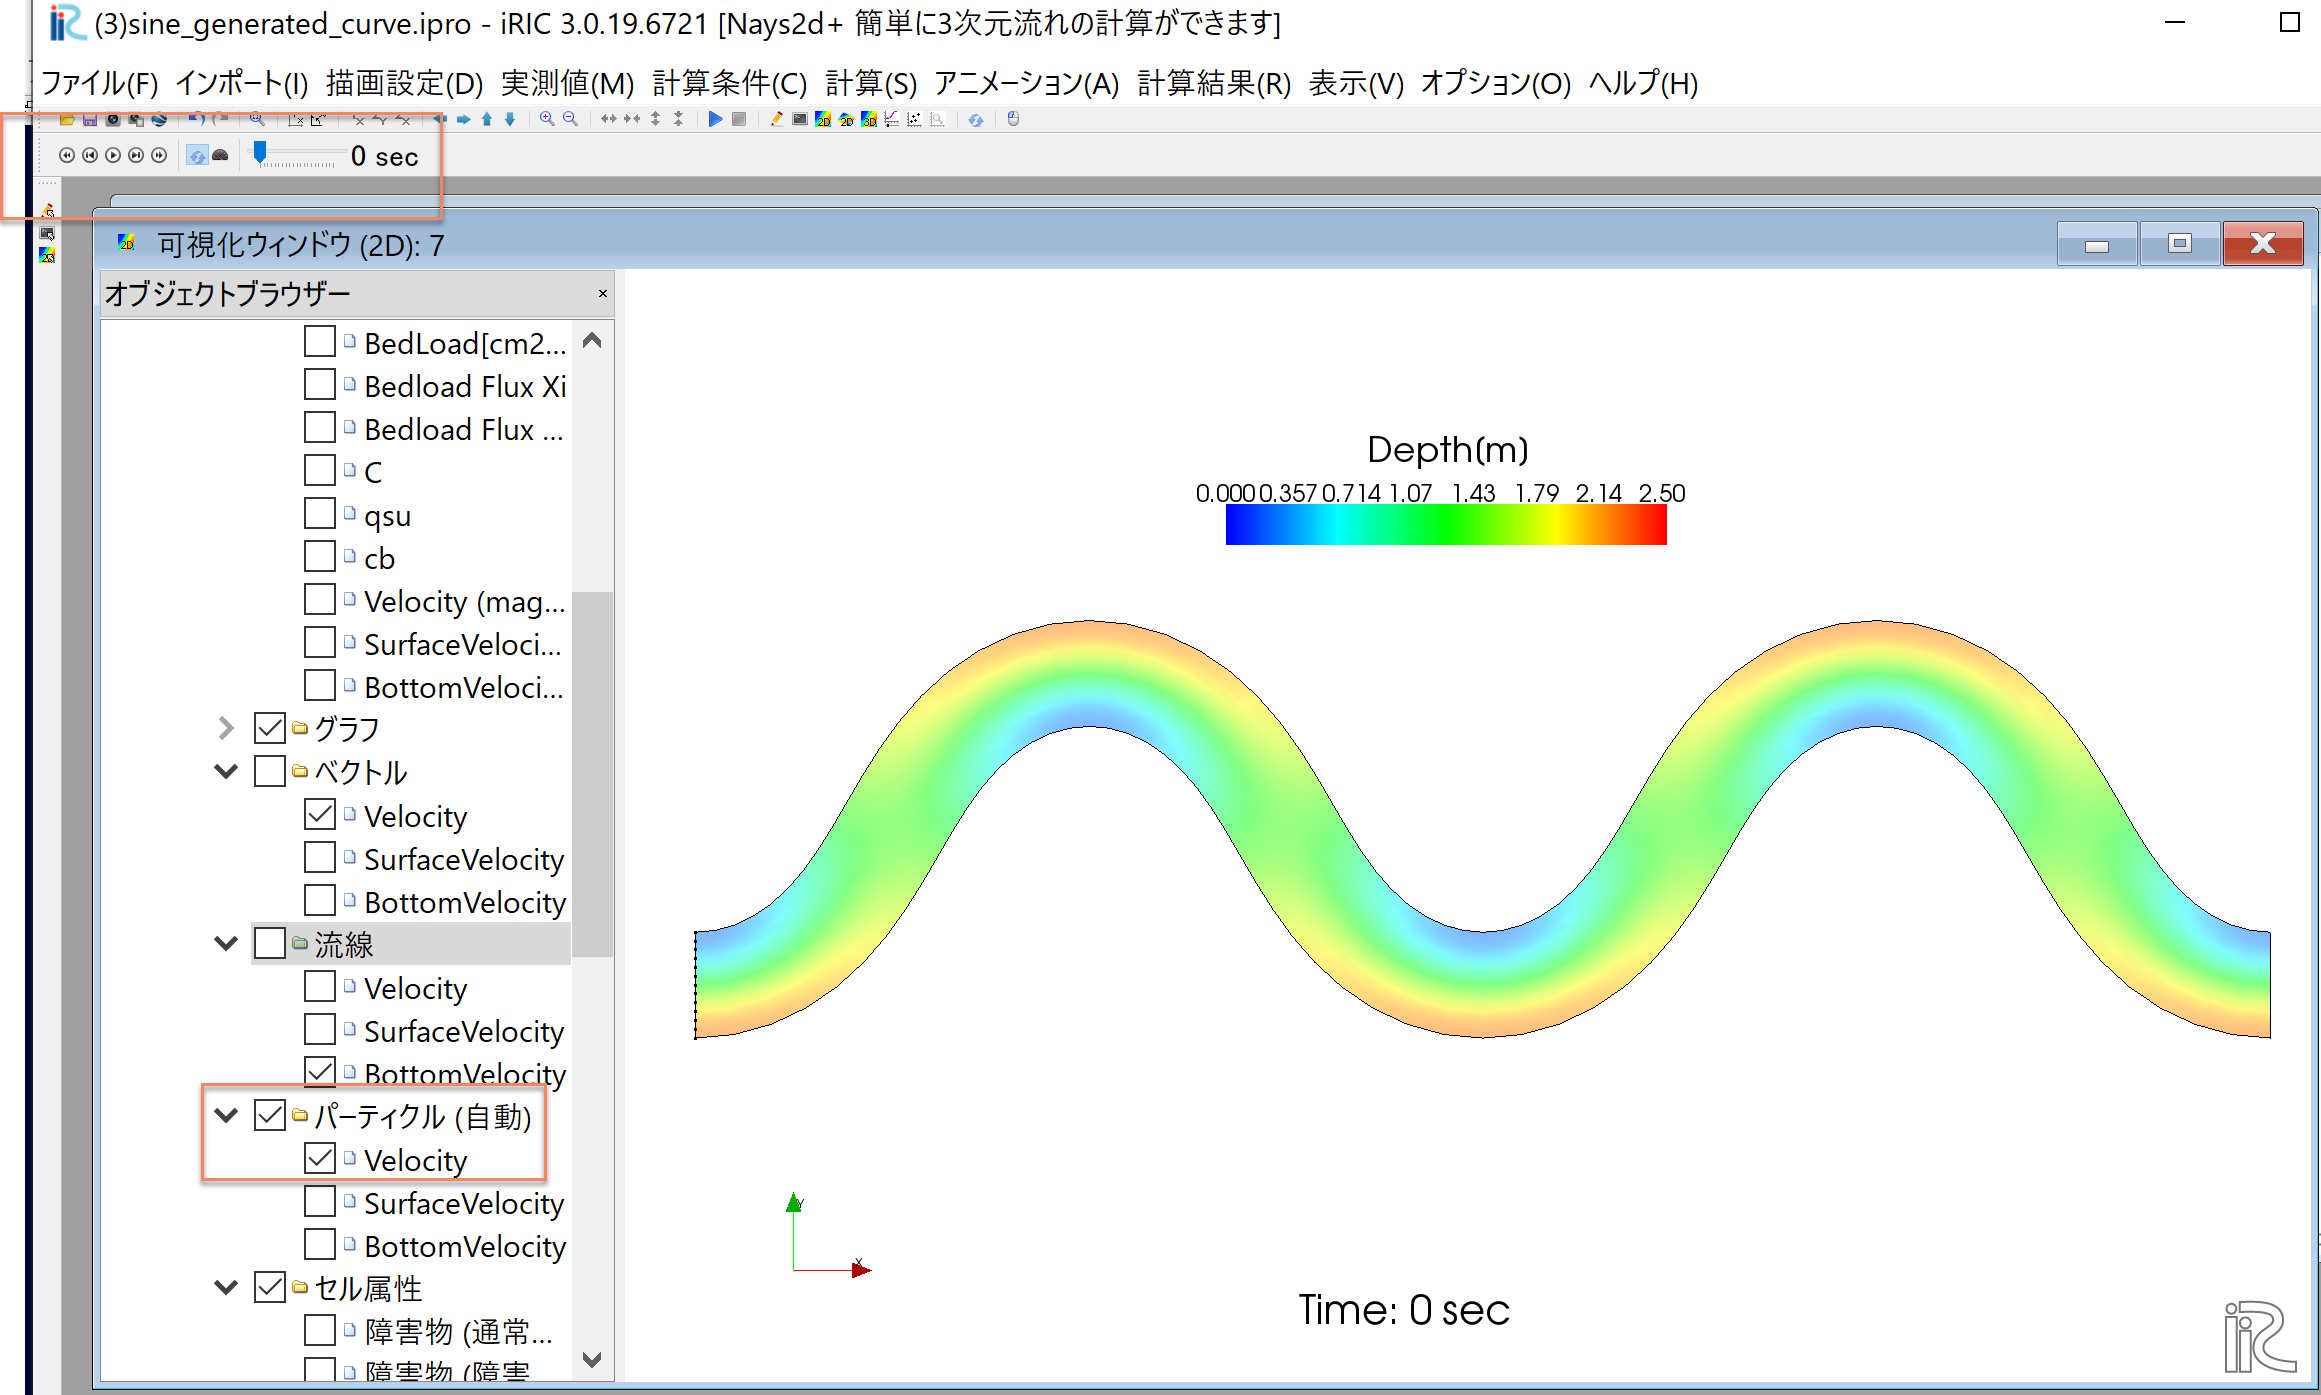 (3)sine_generated_curve.ipro - iRIC 3.0.19.6721 [Nays2d+ 簡単に3次元流れの計算ができます]
ファイル(F) インポート(I) 描画設定(D) 実測値(M) 計算条件(C) 計算(S) アニメーション(A) 計算結果(R) 表示(V) オプション(O) ヘルプ(H)
0 sec
可視化ウィンドウ (2D): 7
オブジェクトブラウザー
BedLoad[cm2...
Bedload Flux Xi
Bedload Flux ...
C
qsu
cb
Velocity (mag...
SurfaceVeloci...
BottomVeloci...
グラフ
ベクトル
Velocity
SurfaceVelocity
BottomVelocity
流線
Velocity
SurfaceVelocity
BottomVelocity
パーティクル (自動)
Velocity
SurfaceVelocity
BottomVelocity
セル属性
障害物 (通常...
障害物 (障害
Depth(m)
0.000 0.357 0.714 1.07 1.43 1.79 2.14 2.50
Y
X
Time: 0 sec
iRIC